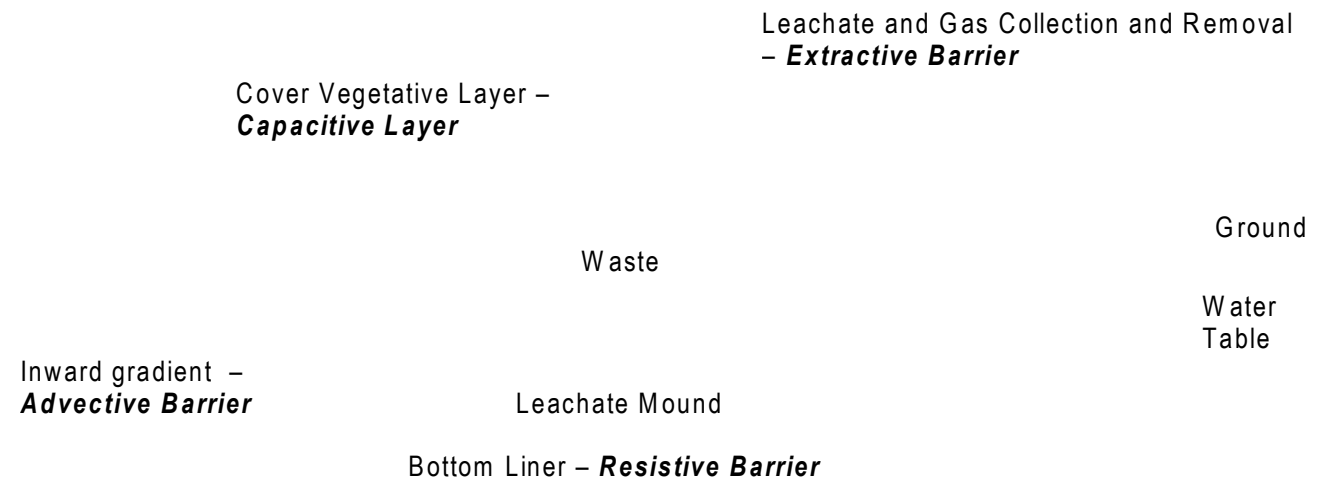 Leachate and Gas Collection and Removal
– Extractive Barrier
Cover Vegetative Layer –
Capacitive Layer
Ground
Waste
Water
Table
Inward gradient –
Advective Barrier
Leachate Mound
Bottom Liner – Resistive Barrier